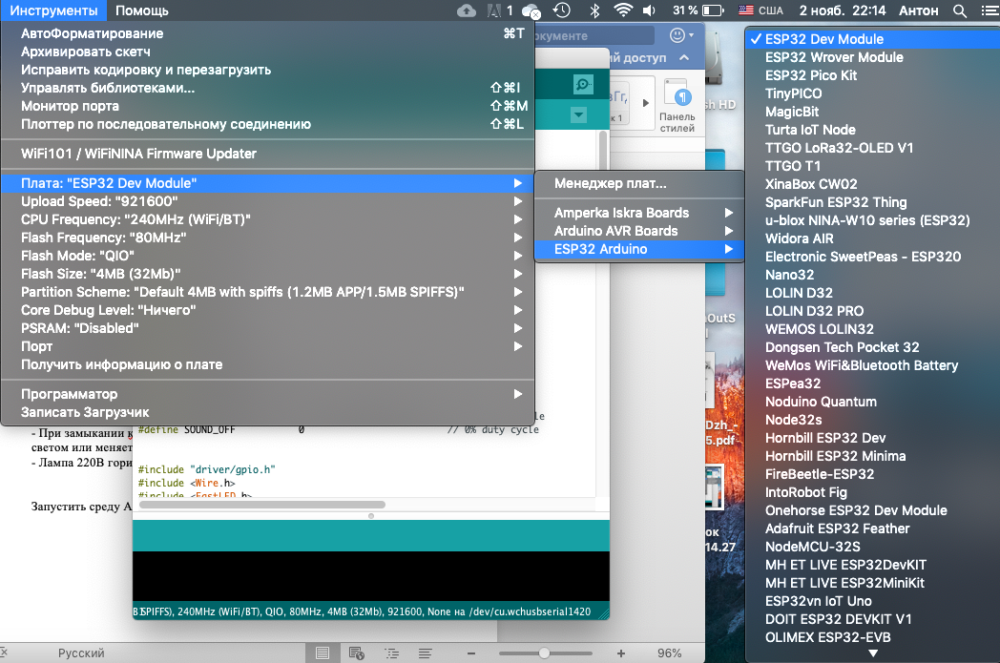 Инструменты Помощь
1 31 % США 2 нояб. 22:14 Антон
АвтоФорматирование ⌘T
Архивировать скетч
Исправить кодировку и перезагрузить
Управлять библиотеками... ⇧⌘I
Монитор порта ⇧⌘M
Плоттер по последовательному соединению ⇧⌘L
WiFi101 / WiFiNINA Firmware Updater
Плата: "ESP32 Dev Module"
Upload Speed: "921600"
CPU Frequency: "240MHz (WiFi/BT)"
Flash Frequency: "80MHz"
Flash Mode: "QIO"
Flash Size: "4MB (32Mb)"
Partition Scheme: "Default 4MB with spiffs (1.2MB APP/1.5MB SPIFFS)"
Core Debug Level: "Ничего"
PSRAM: "Disabled"
Порт
Получить информацию о плате
Программатор
Записать Загрузчик
Менеджер плат...
Amperka Iskra Boards
Arduino AVR Boards
ESP32 Arduino
✓ ESP32 Dev Module
ESP32 Wrover Module
ESP32 Pico Kit
TinyPICO
MagicBit
Turta IoT Node
TTGO LoRa32-OLED V1
TTGO T1
XinaBox CW02
SparkFun ESP32 Thing
u-blox NINA-W10 series (ESP32)
Widora AIR
Electronic SweetPeas - ESP320
Nano32
LOLIN D32
LOLIN D32 PRO
WEMOS LOLIN32
Dongsen Tech Pocket 32
WeMos WiFi&Bluetooth Battery
ESPea32
Noduino Quantum
Node32s
Hornbill ESP32 Dev
Hornbill ESP32 Minima
FireBeetle-ESP32
IntoRobot Fig
Onehorse ESP32 Dev Module
Adafruit ESP32 Feather
NodeMCU-32S
MH ET LIVE ESP32DevKIT
MH ET LIVE ESP32MiniKit
ESP32vn IoT Uno
DOIT ESP32 DEVKIT V1
OLIMEX ESP32-EVB
окументе
ий доступ
Панель
стилей
sh HD
OutS
Dzh_-
5.pdf
ок
14.27
- При замыкании к
светом или меняет
- Лампа 220В гори
Запустить среду A
le
#define SOUND_OFF 0 // 0% duty cycle
#include "driver/gpio.h"
#include <Wire.h>
#include <FastLED.h>
SPIFFS), 240MHz (WiFi/BT), QIO, 80MHz, 4MB (32Mb), 921600, None на /dev/cu.wchusbserial1420
Русский 96%